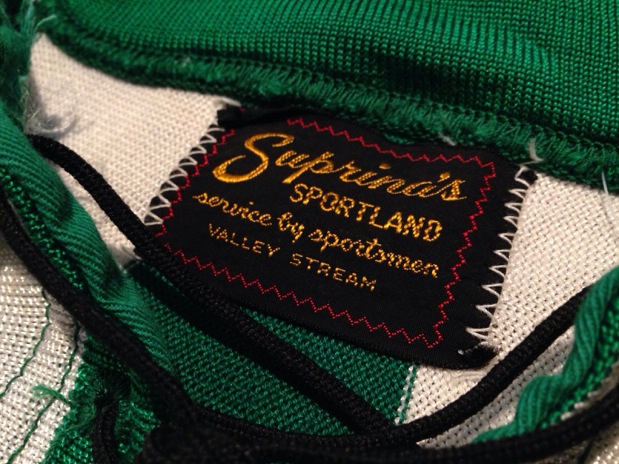 Suprina's
SPORTLAND
service by sportsmen
VALLEY STREAM